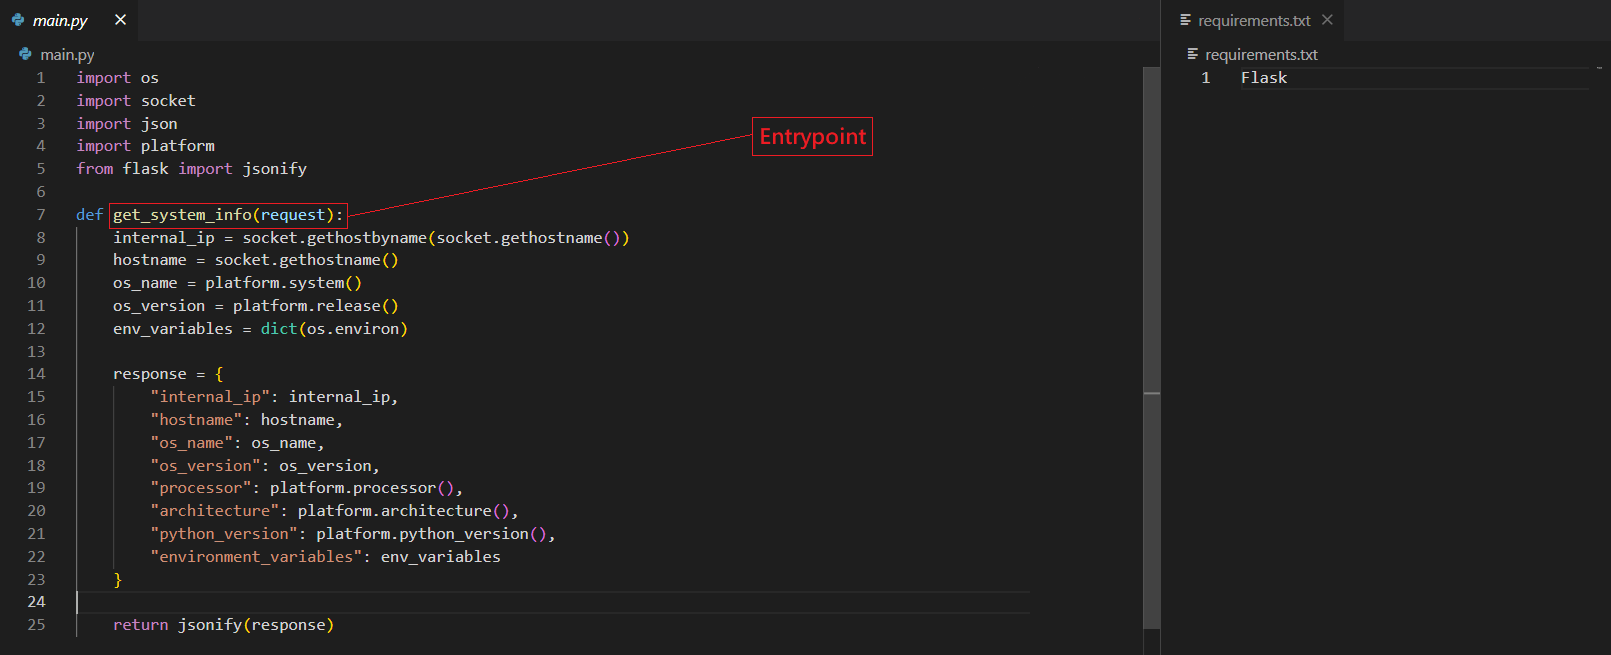 main.py
main.py
1 import os
2 import socket
3 import json
4 import platform
5 from flask import jsonify
6
7 def get_system_info(request):
8     internal_ip = socket.gethostbyname(socket.gethostname())
9     hostname = socket.gethostname()
10     os_name = platform.system()
11     os_version = platform.release()
12     env_variables = dict(os.environ)
13
14     response = {
15         "internal_ip": internal_ip,
16         "hostname": hostname,
17         "os_name": os_name,
18         "os_version": os_version,
19         "processor": platform.processor(),
20         "architecture": platform.architecture(),
21         "python_version": platform.python_version(),
22         "environment_variables": env_variables
23     }
24
25     return jsonify(response)
Entrypoint
requirements.txt
requirements.txt
1 Flask